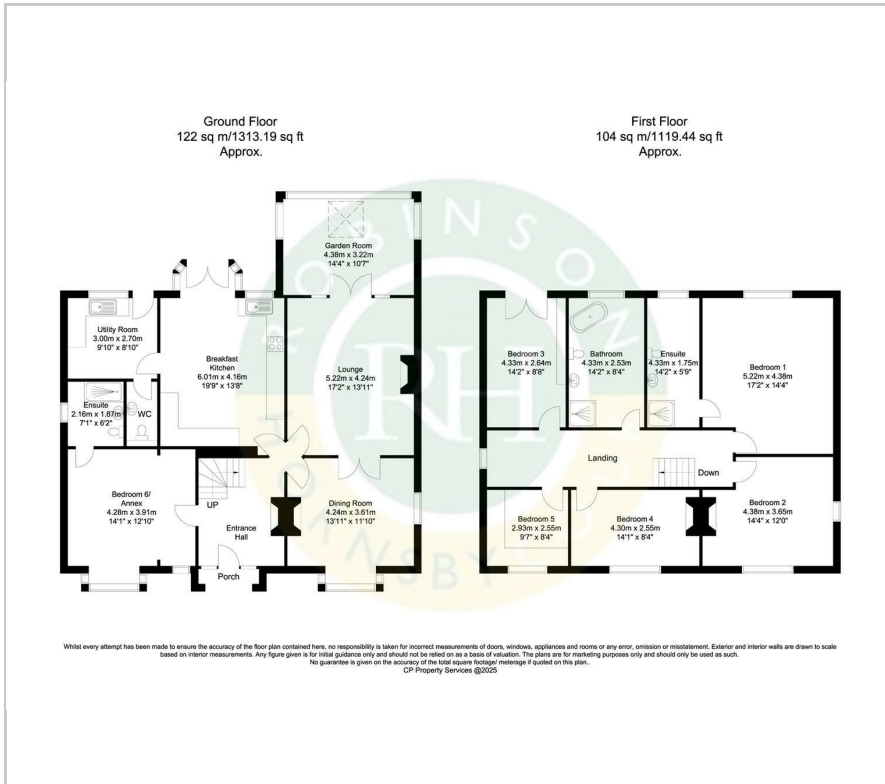 Ground Floor
122 sq m/1313.19 sq ft
Approx.
First Floor
104 sq m/1119.44 sq ft
Approx.
Garden Room
4.38m x 3.22m
14'4" x 10'7"
Utility Room
3.00m x 2.70m
9'10" x 8'10"
Breakfast
Kitchen
6.01m x 4.16m
19'9" x 13'8"
Lounge
5.22m x 4.24m
17'2" x 13'11"
Ensuite
2.16m x 1.87m
7'1" x 6'2"
WC
Bedroom 6/
Annex
4.28m x 3.91m
14'1" x 12'10"
UP
Entrance
Hall
Porch
Dining Room
4.24m x 3.61m
13'11" x 11'10"
Bedroom 3
4.33m x 2.64m
14'2" x 8'8"
Bathroom
4.33m x 2.53m
14'2" x 8'4"
Ensuite
4.33m x 1.75m
14'2" x 5'9"
Bedroom 1
5.22m x 4.38m
17'2" x 14'4"
Landing
Down
Bedroom 5
2.93m x 2.55m
9'7" x 8'4"
Bedroom 4
4.30m x 2.55m
14'1" x 8'4"
Bedroom 2
4.38m x 3.65m
14'4" x 12'0"
ROBINSON
RH
HORNSBY
Whilst every attempt has been made to ensure the accuracy of the floor plan contained here, no responsibility is taken for incorrect measurements of doors, windows, appliances and rooms or any error, omission or misstatement. Exterior and interior walls are drawn to scale
based on interior measurements. Any figure given is for initial guidance only and should not be relied on as a basis of valuation. The plans are for marketing purposes only and should only be used as such.
No guarantee is given on the accuracy of the total square footage/ meterage if quoted on this plan..
CP Property Services @2025